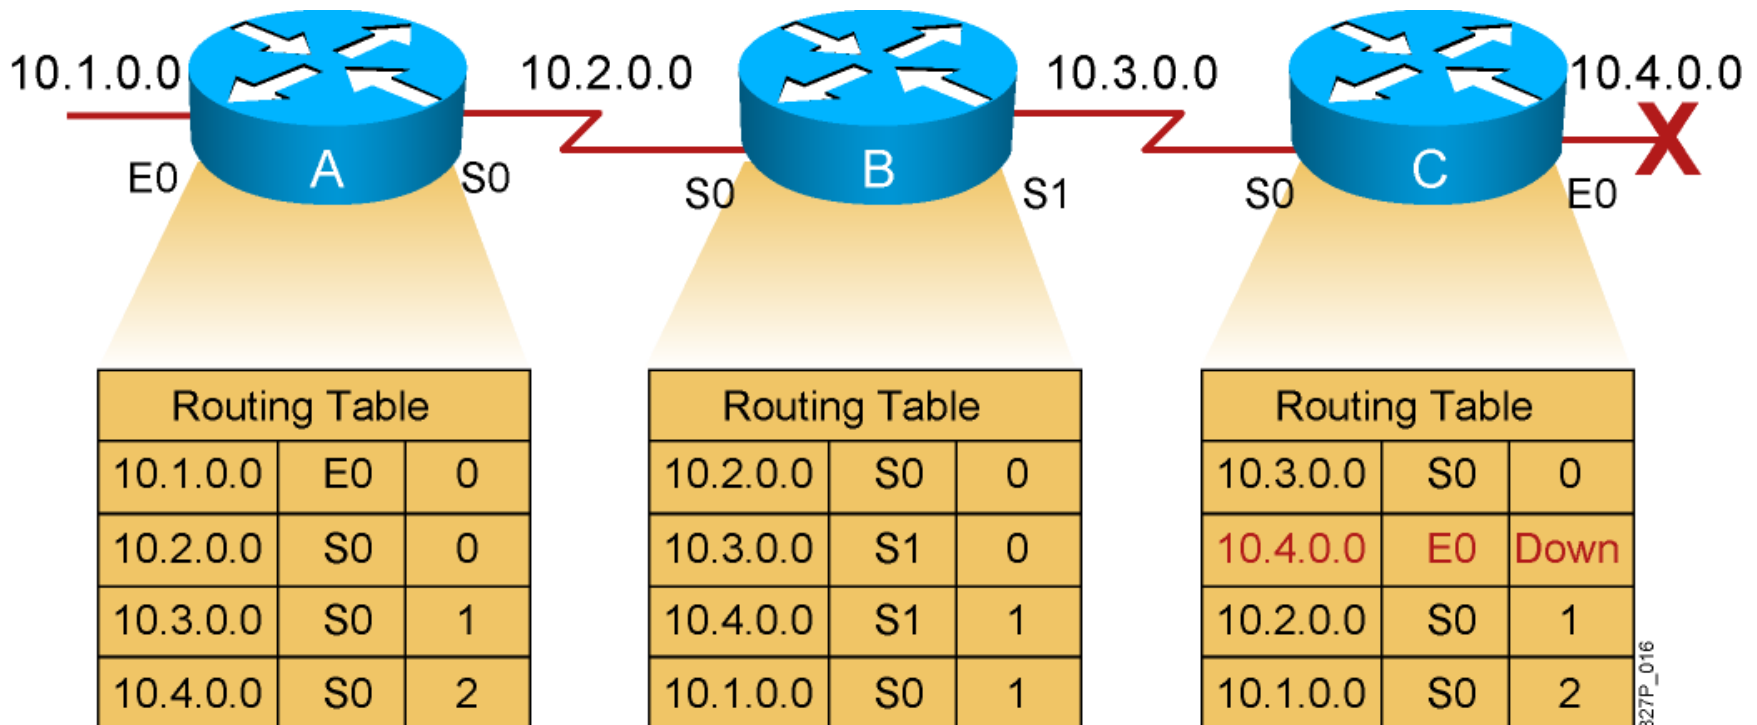 10.1.0.0 10.2.0.0 10.3.0.0 10.4.0.0
E0 A S0 S0 B S1 S0 C E0
X
Routing Table
10.1.0.0 E0 0
10.2.0.0 S0 0
10.3.0.0 S0 1
10.4.0.0 S0 2
Routing Table
10.2.0.0 S0 0
10.3.0.0 S1 0
10.4.0.0 S1 1
10.1.0.0 S0 1
Routing Table
10.3.0.0 S0 0
10.4.0.0 E0 Down
10.2.0.0 S0 1
10.1.0.0 S0 2
327P_016